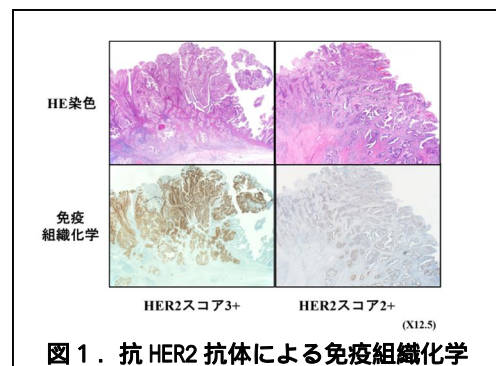 HE染色
免疫
組織化学
HER2スコア3+ HER2スコア2+
(X12.5)
図１．抗 HER2 抗体による免疫組織化学